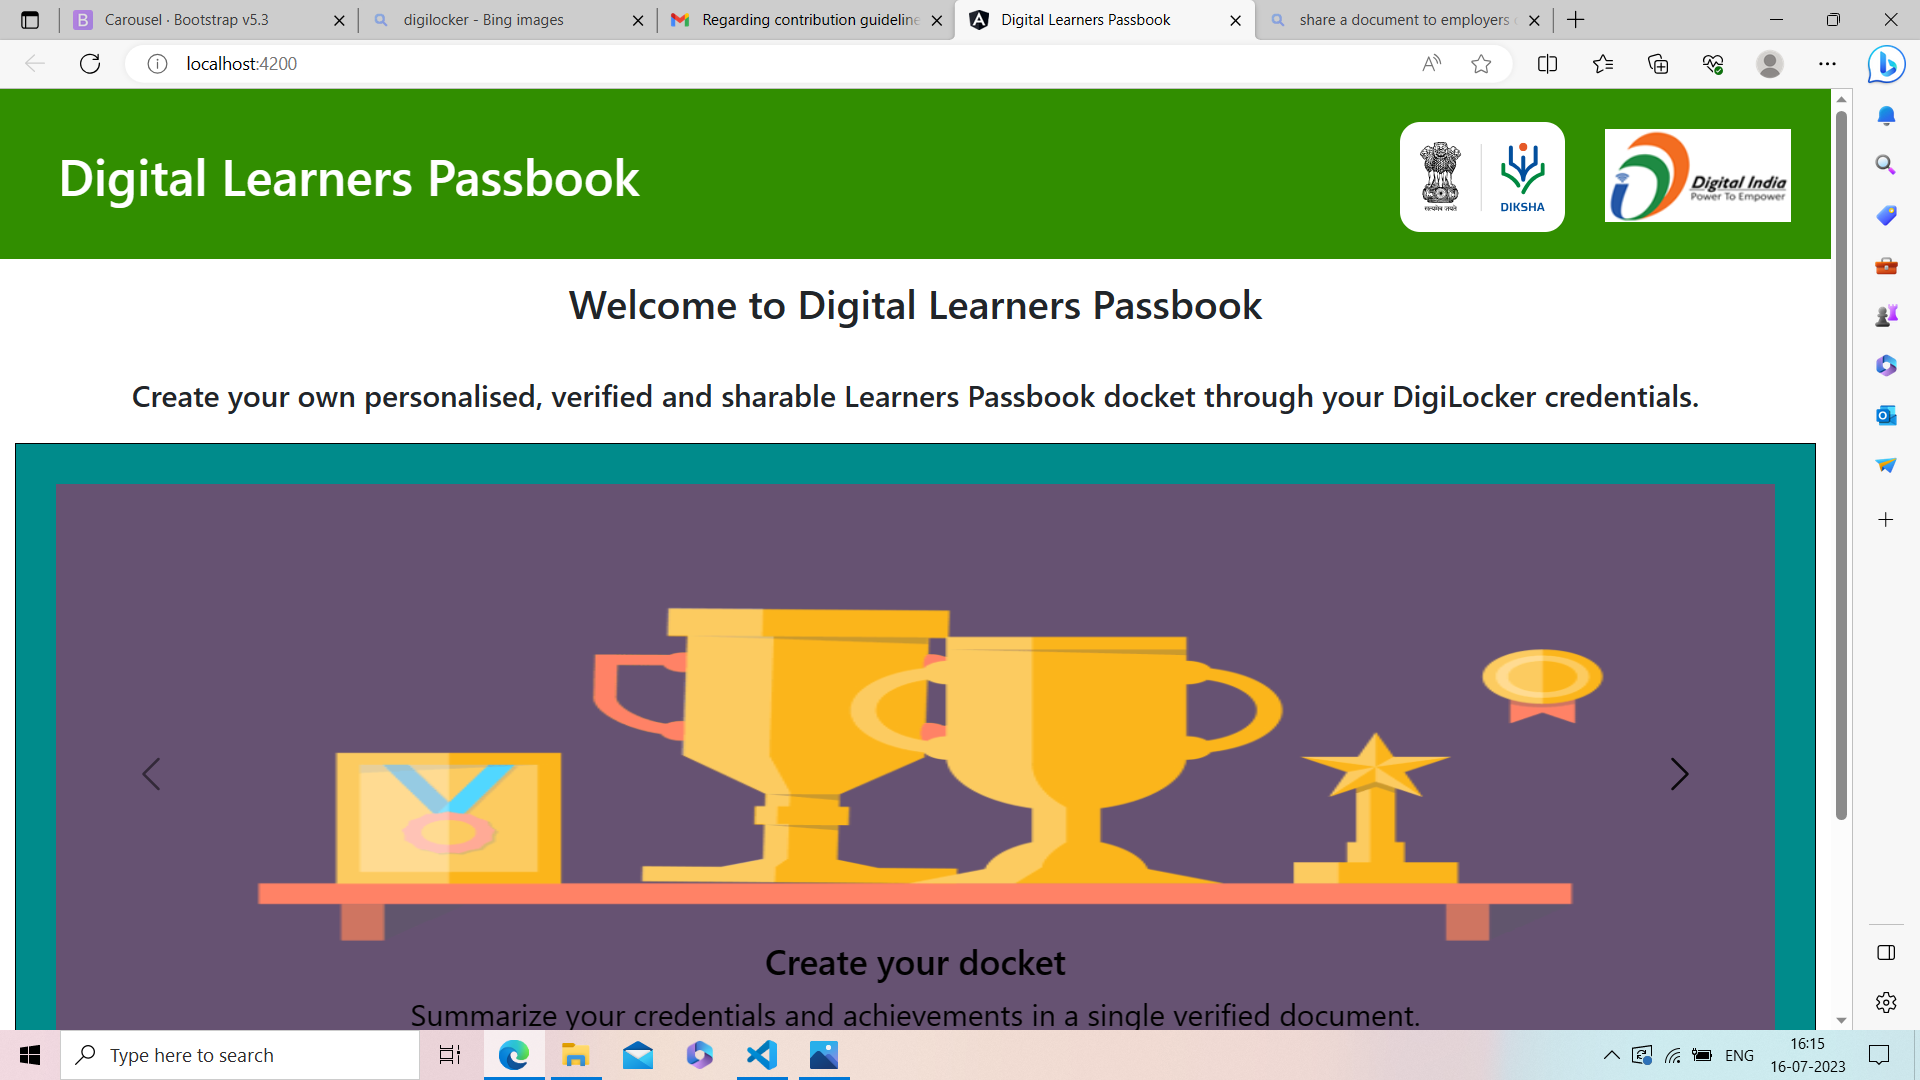 Carousel · Bootstrap v5.3
digilocker - Bing images
Regarding contribution guideline
Digital Learners Passbook
share a document to employers
localhost:4200
Digital Learners Passbook
सत्यमेव जयते
DIKSHA
Digital India
Power To Empower
Welcome to Digital Learners Passbook
Create your own personalised, verified and sharable Learners Passbook docket through your DigiLocker credentials.
Create your docket
Summarize your credentials and achievements in a single verified document.
Type here to search
ENG
16:15
16-07-2023